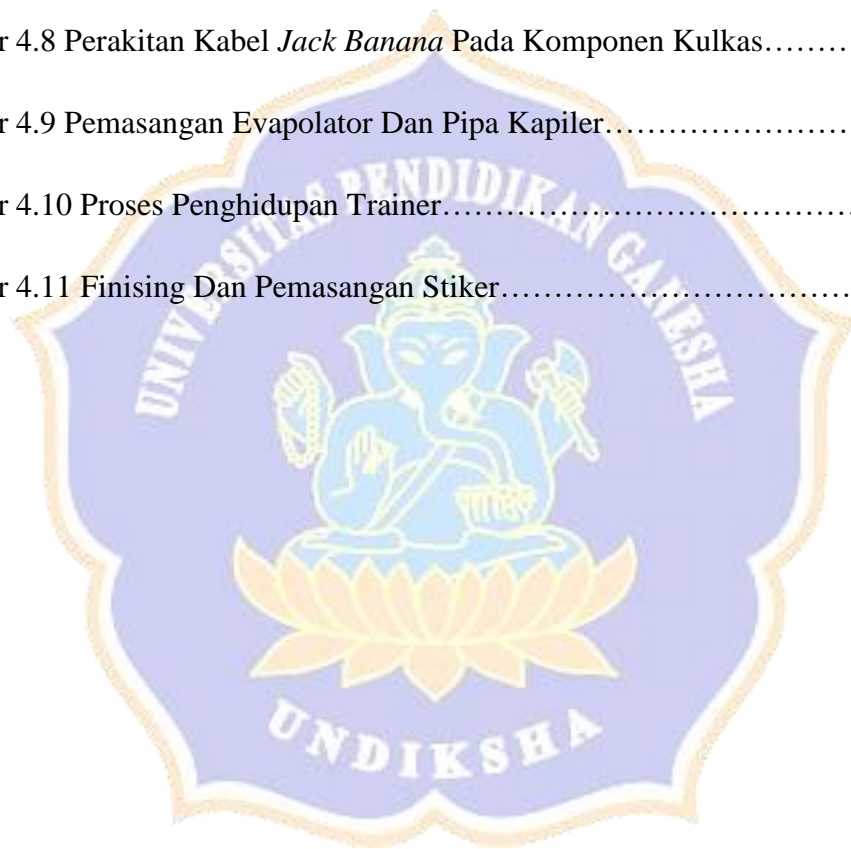 r 4.8 Perakitan Kabel Jack Banana Pada Komponen Kulkas………
r 4.9 Pemasangan Evapolator Dan Pipa Kapiler……………………
r 4.10 Proses Penghidupan Trainer…………………………………….
r 4.11 Finising Dan Pemasangan Stiker………………………………
UNIVERSITAS PENDIDIKAN GANESHA
UNDIKSHA